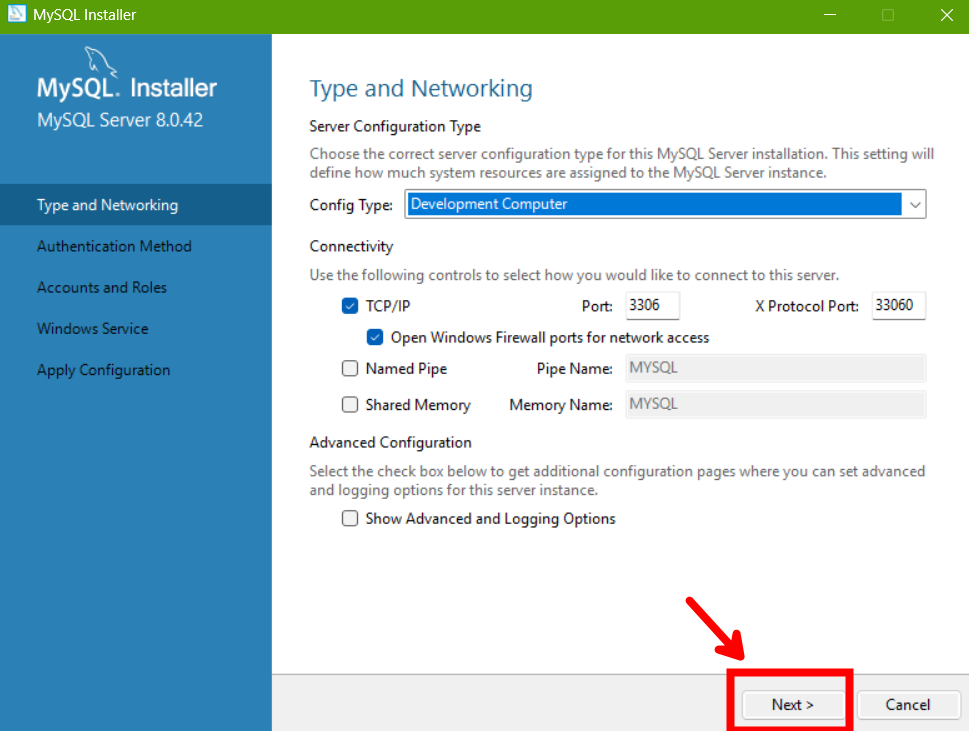 MySQL Installer
MySQL. Installer
MySQL Server 8.0.42
Type and Networking
Authentication Method
Accounts and Roles
Windows Service
Apply Configuration
Type and Networking
Server Configuration Type
Choose the correct server configuration type for this MySQL Server installation. This setting will
define how much system resources are assigned to the MySQL Server instance.
Config Type: Development Computer
Connectivity
Use the following controls to select how you would like to connect to this server.
TCP/IP Port: 3306 X Protocol Port: 33060
Open Windows Firewall ports for network access
Named Pipe Pipe Name: MYSQL
Shared Memory Memory Name: MYSQL
Advanced Configuration
Select the check box below to get additional configuration pages where you can set advanced
and logging options for this server instance.
Show Advanced and Logging Options
Next > Cancel